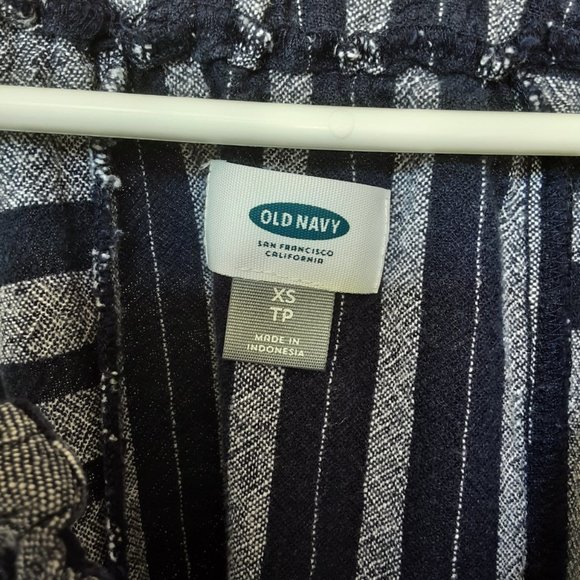 OLD NAVY
SAN FRANCISCO
CALIFORNIA
XS
TP
MADE IN
INDONESIA